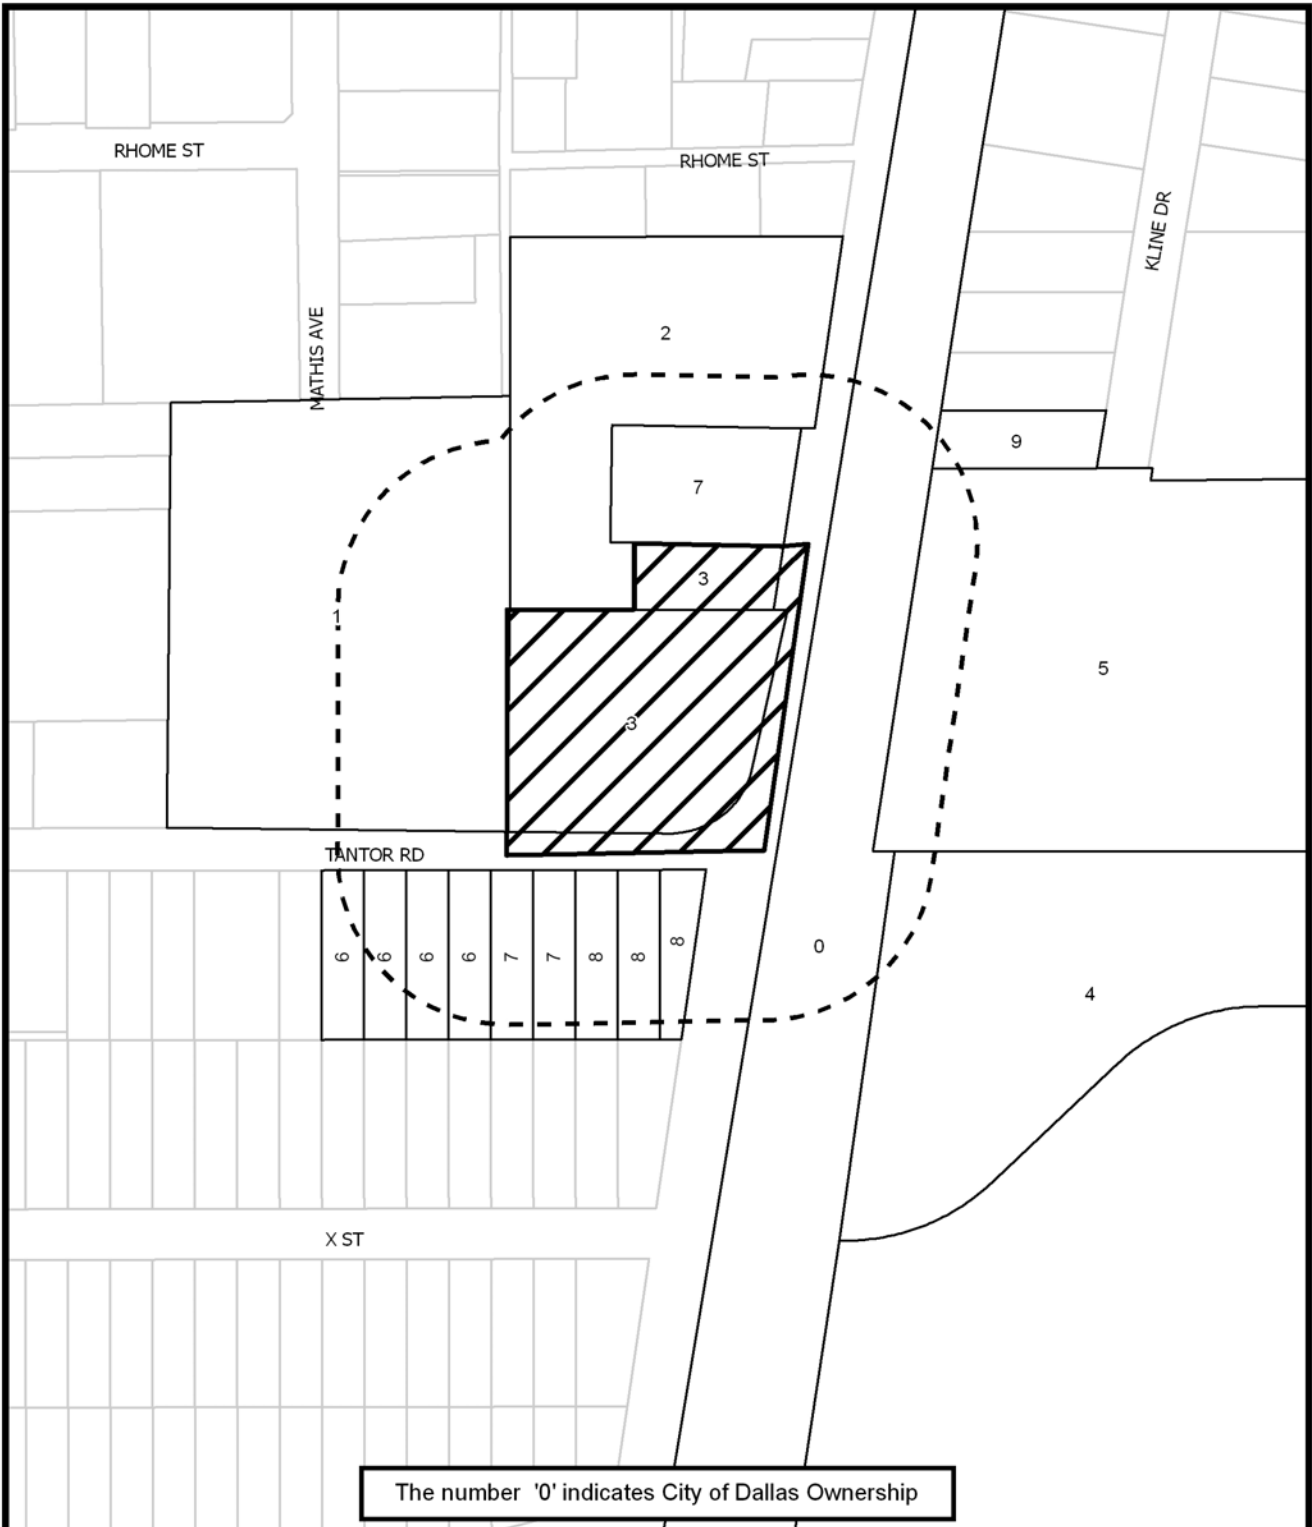 RHOME ST
RHOME ST
KLINE DR
MATHIS AVE
2
9
7
3
1
5
3
TANTOR RD
6
6
6
6
7
7
8
8
8
0
4
X ST
The number '0' indicates City of Dallas Ownership